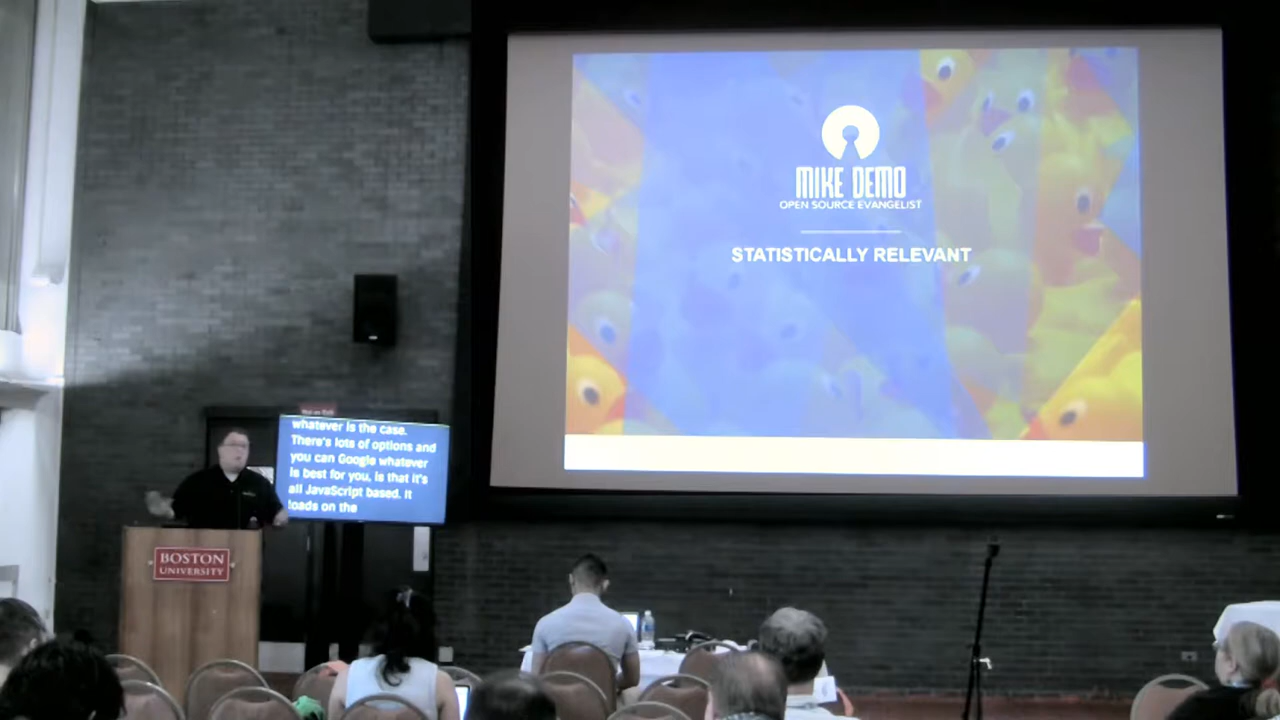 MIKE DEMO
OPEN SOURCE EVANGELIST
STATISTICALLY RELEVANT
whatever is the case.
There's lots of options and
you can Google whatever
is best for you, is that it's
all JavaScript based. It
loads on the
BOSTON
UNIVERSITY